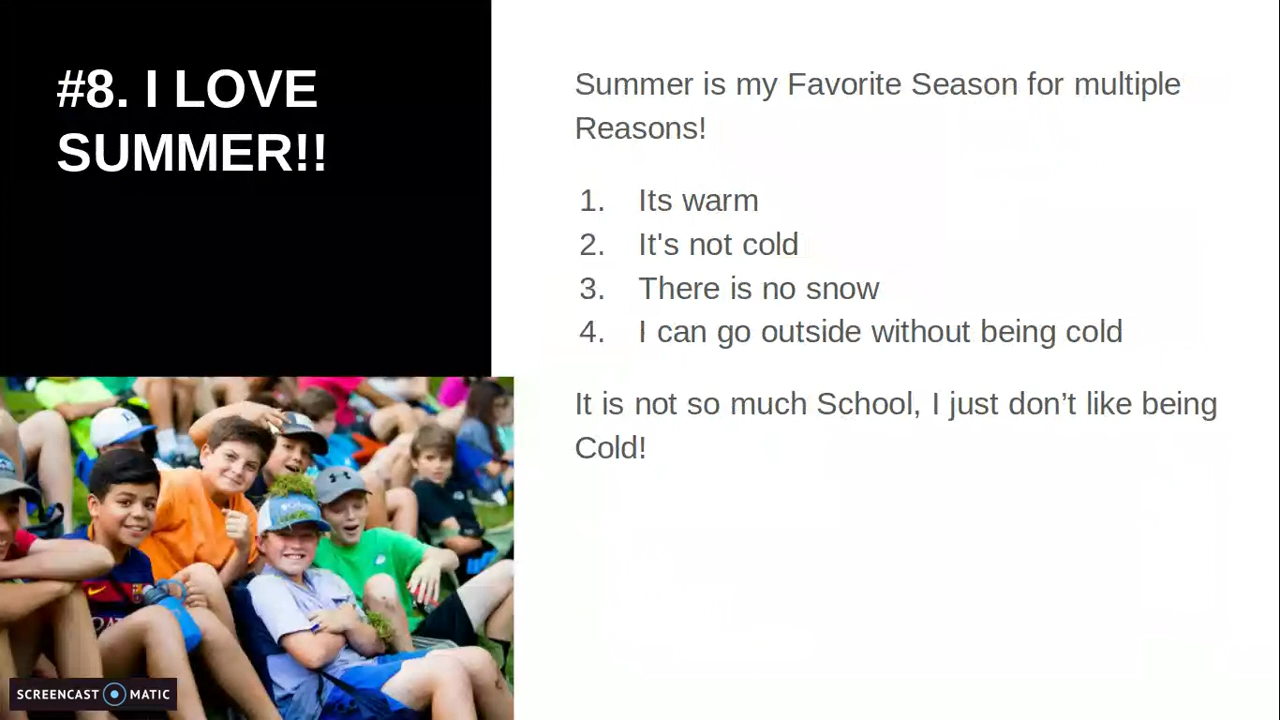 #8. I LOVE
SUMMER!!
Summer is my Favorite Season for multiple
Reasons!
1. Its warm
2. It's not cold
3. There is no snow
4. I can go outside without being cold
It is not so much School, I just don’t like being
Cold!
SCREENCAST MATIC